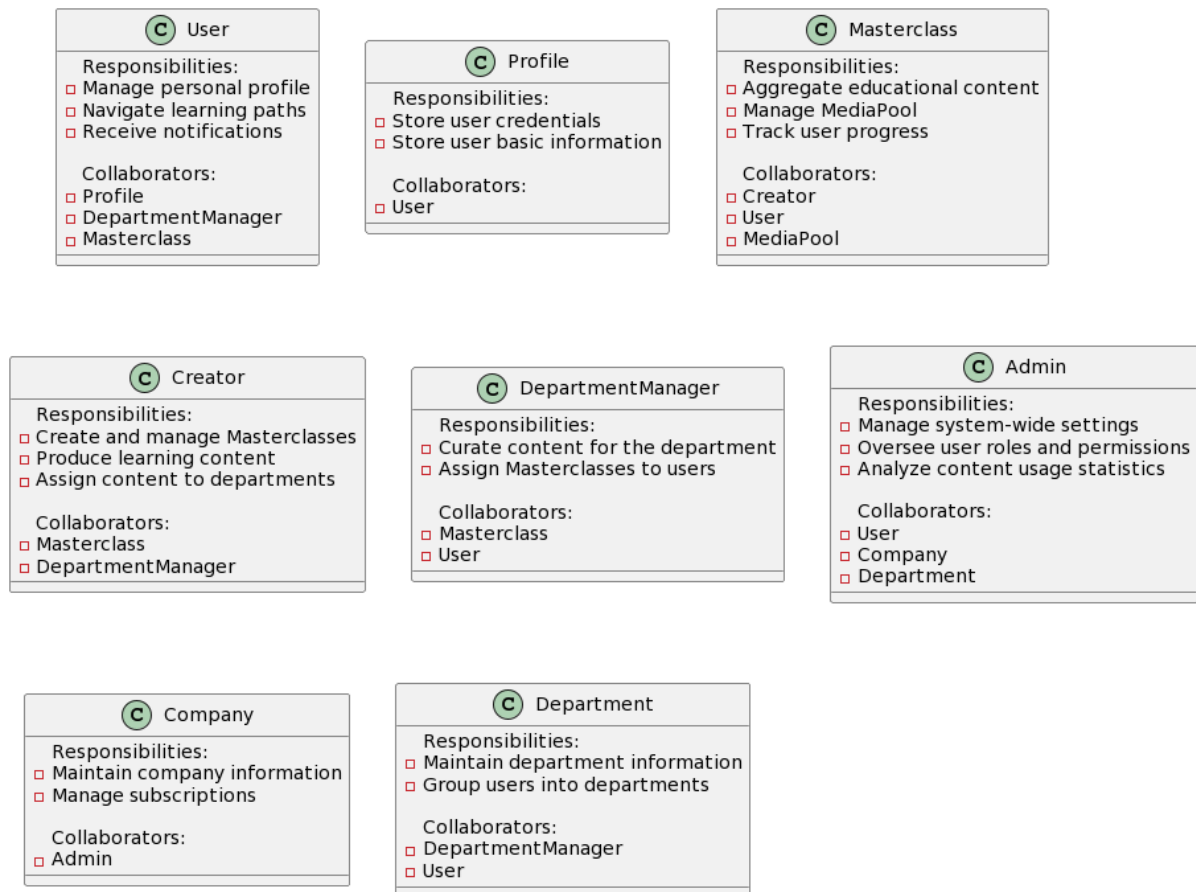 C User
Responsibilities:
Manage personal profile
Navigate learning paths
Receive notifications
Collaborators:
Profile
DepartmentManager
Masterclass
C Profile
Responsibilities:
Store user credentials
Store user basic information
Collaborators:
User
C Masterclass
Responsibilities:
Aggregate educational content
Manage MediaPool
Track user progress
Collaborators:
Creator
User
MediaPool
C Creator
Responsibilities:
Create and manage Masterclasses
Produce learning content
Assign content to departments
Collaborators:
Masterclass
DepartmentManager
C DepartmentManager
Responsibilities:
Curate content for the department
Assign Masterclasses to users
Collaborators:
Masterclass
User
C Admin
Responsibilities:
Manage system-wide settings
Oversee user roles and permissions
Analyze content usage statistics
Collaborators:
User
Company
Department
C Company
Responsibilities:
Maintain company information
Manage subscriptions
Collaborators:
Admin
C Department
Responsibilities:
Maintain department information
Group users into departments
Collaborators:
DepartmentManager
User